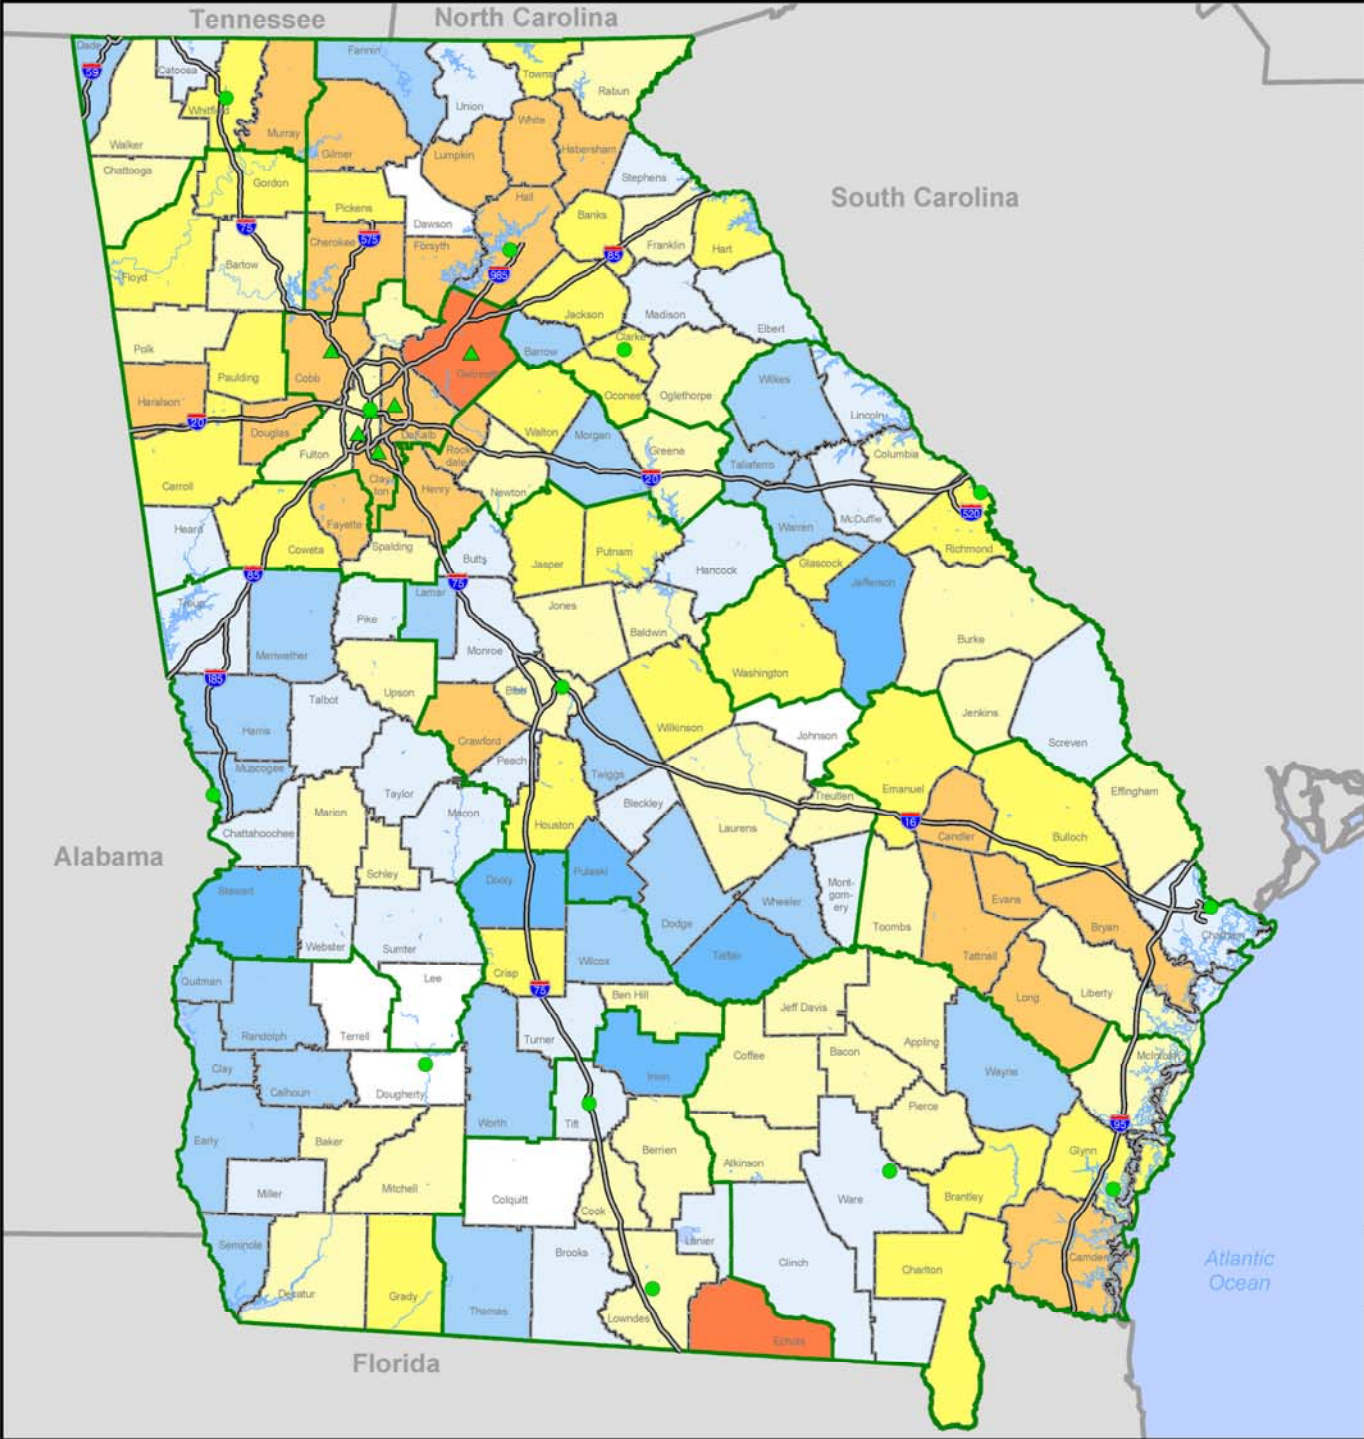 Tennessee
North Carolina
Dade
59
Catoosa
Fannin
Towns
Union
Rabun
Whitfield
White
Murray
Walker
Gilmer
Lumpkin
Habersham
Chattooga
Stephens
Gordon
Hall
South Carolina
Pickens
Banks
Dawson
75
575
Cherokee
Forsyth
Franklin
Hart
85
Bartow
Floyd
985
Jackson
Madison
Elbert
Clarke
Polk
Barrow
Paulding
Cobb
Gwinnett
Wilkes
Haralson
Oconee
Oglethorpe
Lincoln
20
Douglas
DeKalb
Walton
Morgan
Fulton
Rock
dale
Greene
Columbia
Taliaferro
20
Carroll
Clay
ton
Henry
Newton
520
Fayette
McDuffie
Warren
Heard
Coweta
Spalding
Butts
Putnam
Richmond
Jasper
Glascock
Hancock
85
75
Jefferson
Troup
Lamar
Jones
Pike
Baldwin
Burke
Meriwether
Monroe
Washington
185
Upson
Bibb
Talbot
Jenkins
Wilkinson
Harris
Crawford
Johnson
Screven
Peach
Muscogee
Twiggs
Taylor
Emanuel
Effingham
Treutlen
Bleckley
Marion
Macon
16
Houston
Laurens
Chattahoochee
Candler
Bulloch
Alabama
Schley
Pulaski
Dooly
Mont-
gom-
ery
Stewart
Wheeler
Evans
Dodge
Toombs
Bryan
Webster
Sumter
Chatham
Telfair
Tattnall
Wilcox
Crisp
Quitman
Lee
75
Ben Hill
Long
Liberty
Jeff Davis
Randolph
Terrell
Turner
Appling
Bacon
Coffee
McIntosh
Clay
Irwin
Wayne
Calhoun
Dougherty
Pierce
Worth
Tift
95
Early
Baker
Berrien
Glynn
Atkinson
Miller
Mitchell
Colquitt
Ware
Brantley
Cook
Seminole
Lanier
Brooks
Camden
Clinch
Charlton
Atlantic
Ocean
Decatur
Grady
Thomas
Lowndes
Echols
Florida